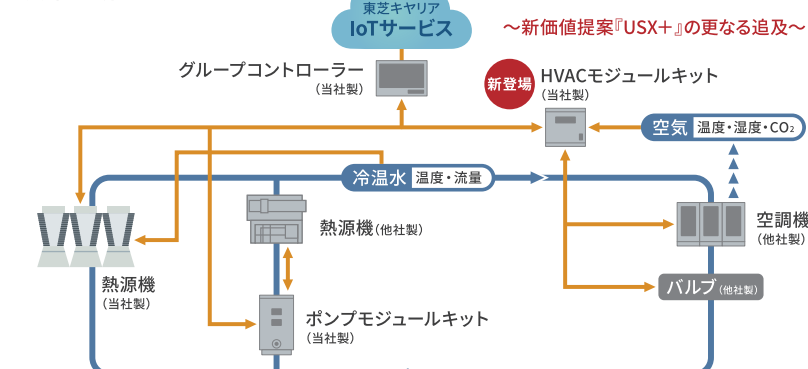 東芝キヤリア
IoTサービス
～新価値提案『USX＋』の更なる追及～
グループコントローラー
（当社製）
新登場
HVACモジュールキット
（当社製）
空気 温度・湿度・CO₂
冷温水 温度・流量
熱源機（他社製）
空調機
（他社製）
熱源機
（当社製）
バルブ（他社製）
ポンプモジュールキット
（当社製）